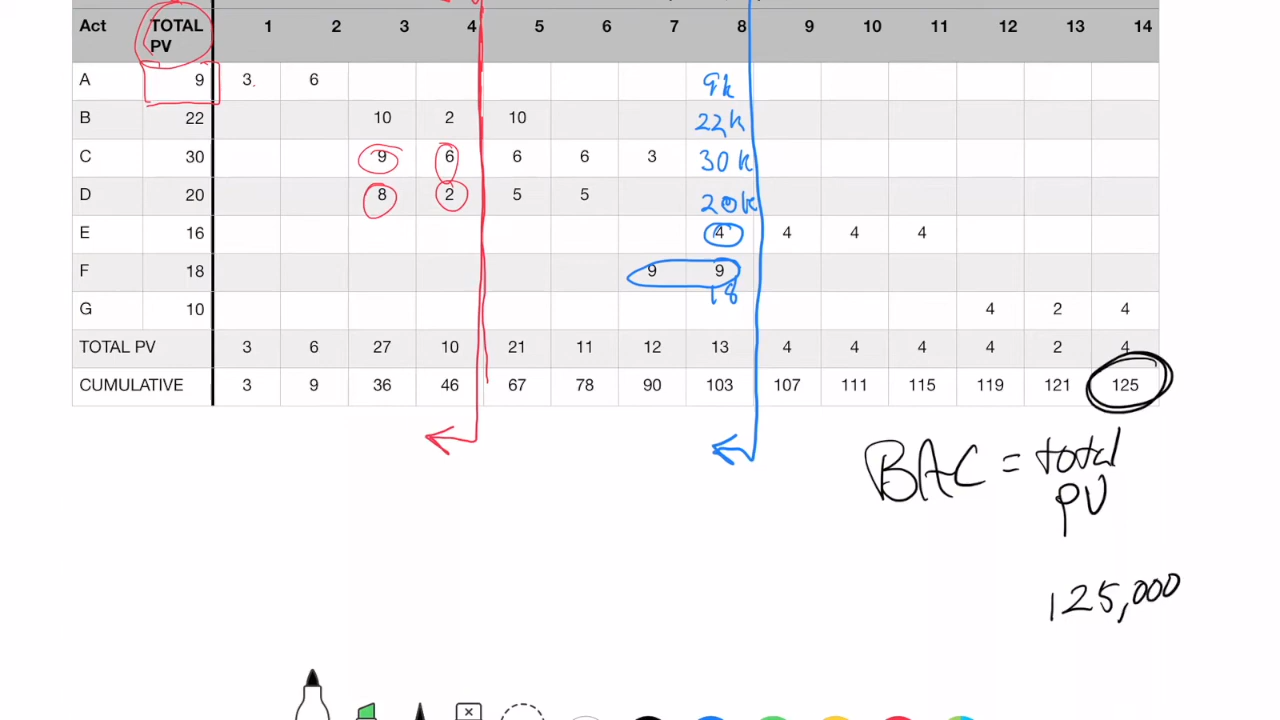 Act TOTAL PV 1 2 3 4 5 6 7 8 9 10 11 12 13 14
A 9 3 6 9k
B 22 10 2 10 22k
C 30 9 6 6 6 3 30k
D 20 8 2 5 5 20k
E 16 4 4 4 4
F 18 9 9
18
G 10 4 2 4
TOTAL PV 3 6 27 10 21 11 12 13 4 4 4 4 2 4
CUMULATIVE 3 9 36 46 67 78 90 103 107 111 115 119 121 125
BAC = total
PV
125,000